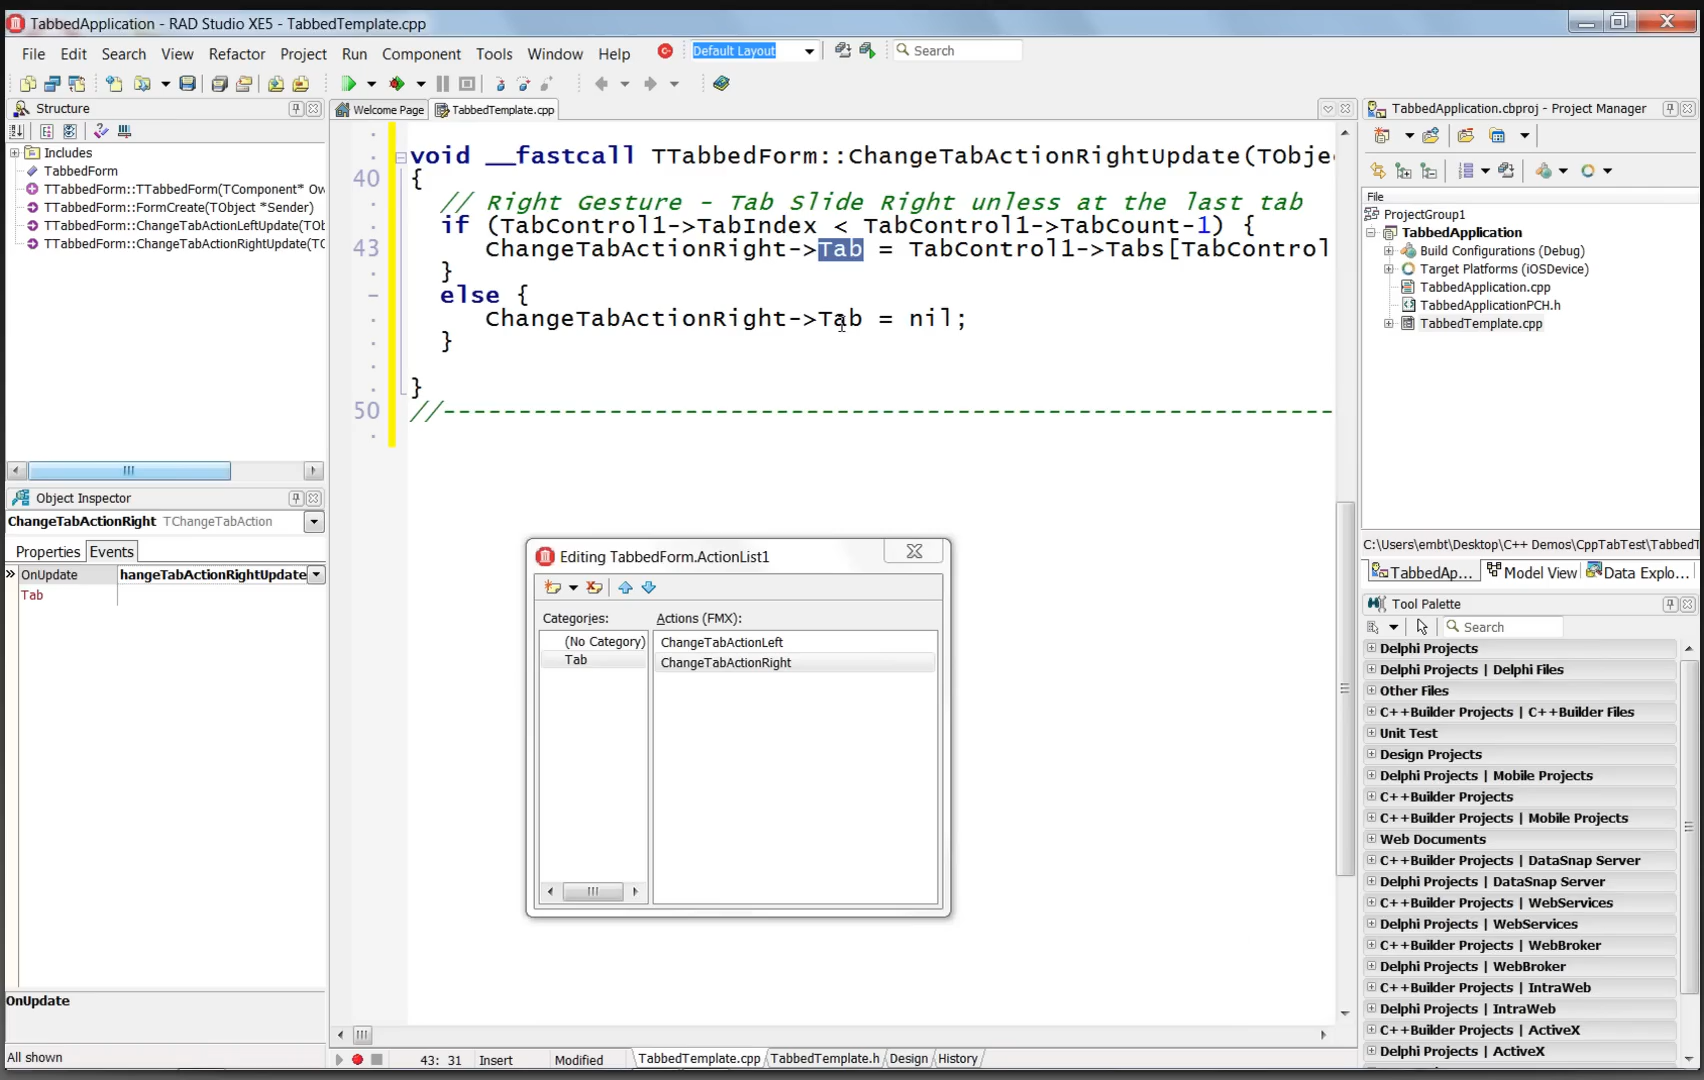 TabbedApplication - RAD Studio XE5 - TabbedTemplate.cpp
File Edit Search View Refactor Project Run Component Tools Window Help Default Layout Search
Structure
Includes
TabbedForm
TTabbedForm::TTabbedForm(TComponent* Ow
TTabbedForm::FormCreate(TObject *Sender)
TTabbedForm::ChangeTabActionLeftUpdate(TOb
TTabbedForm::ChangeTabActionRightUpdate(TO
Object Inspector
ChangeTabActionRight TChangeTabAction
Properties Events
OnUpdate hangeTabActionRightUpdate
Tab
OnUpdate
All shown
Welcome Page TabbedTemplate.cpp
void __fastcall TTabbedForm::ChangeTabActionRightUpdate(TObje
40 {
// Right Gesture - Tab Slide Right unless at the last tab
if (TabControl1->TabIndex < TabControl1->TabCount-1) {
43 ChangeTabActionRight->Tab = TabControl1->Tabs[TabControl
}
else {
ChangeTabActionRight->Tab = nil;
}
}
50 //-----------------------------------------------------------
Editing TabbedForm.ActionList1
Categories: Actions (FMX):
(No Category) ChangeTabActionLeft
Tab ChangeTabActionRight
43: 31 Insert Modified TabbedTemplate.cpp TabbedTemplate.h Design History
TabbedApplication.cbproj - Project Manager
File
ProjectGroup1
TabbedApplication
Build Configurations (Debug)
Target Platforms (iOSDevice)
TabbedApplication.cpp
TabbedApplicationPCH.h
TabbedTemplate.cpp
C:\Users\embt\Desktop\C++ Demos\CppTabTest\TabbedT
TabbedAp... Model View Data Explo...
Tool Palette
Search
Delphi Projects
Delphi Projects | Delphi Files
Other Files
C++Builder Projects | C++Builder Files
Unit Test
Design Projects
Delphi Projects | Mobile Projects
C++Builder Projects
C++Builder Projects | Mobile Projects
Web Documents
C++Builder Projects | DataSnap Server
Delphi Projects | DataSnap Server
C++Builder Projects | WebServices
Delphi Projects | WebServices
C++Builder Projects | WebBroker
Delphi Projects | WebBroker
C++Builder Projects | IntraWeb
Delphi Projects | IntraWeb
C++Builder Projects | ActiveX
Delphi Projects | ActiveX